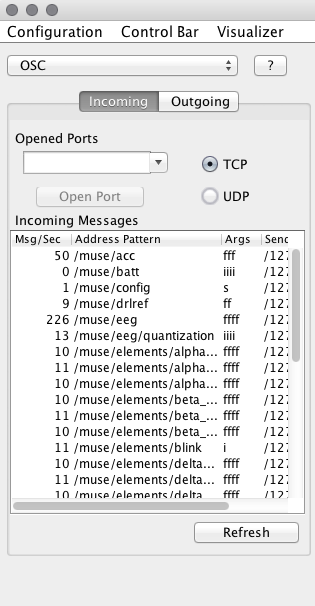 Configuration Control Bar Visualizer
OSC ?
Incoming Outgoing
Opened Ports
TCP
Open Port UDP
Incoming Messages
Msg/Sec Address Pattern Args Send
50 /muse/acc fff /127
0 /muse/batt iiii /127
1 /muse/config s /127
9 /muse/drlref ff /127
226 /muse/eeg ffff /127
13 /muse/eeg/quantization iiii /127
10 /muse/elements/alpha... ffff /127
11 /muse/elements/alpha... ffff /127
10 /muse/elements/alpha... ffff /127
10 /muse/elements/beta_... ffff /127
11 /muse/elements/beta_... ffff /127
10 /muse/elements/beta_... ffff /127
11 /muse/elements/blink i /127
10 /muse/elements/delta... ffff /127
11 /muse/elements/delta... ffff /127
10 /muse/elements/delta... ffff /127
Refresh